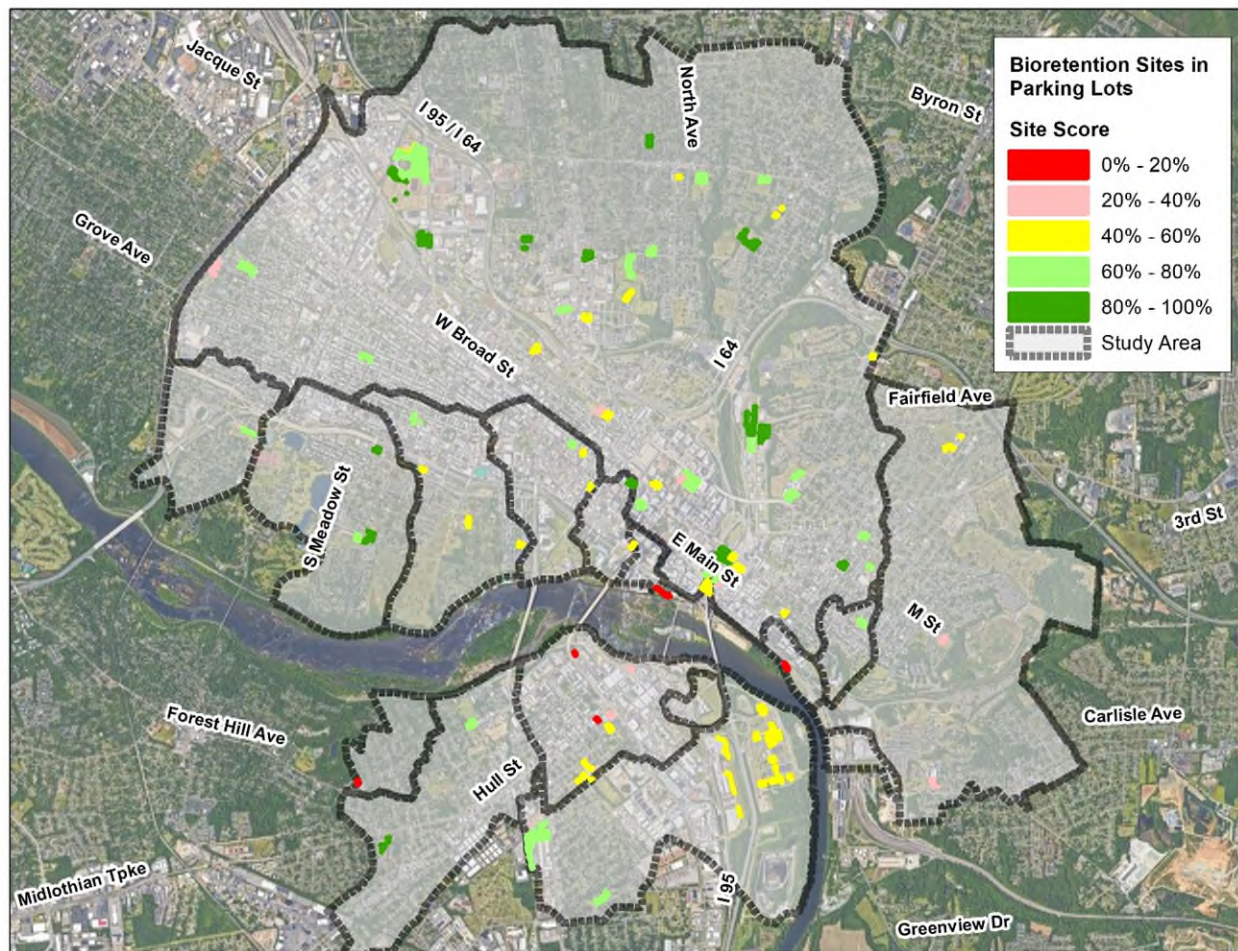 Jacque St
I 95 / I 64
North Ave
Byron St
Grove Ave
W Broad St
I 64
Fairfield Ave
S Meadow St
3rd St
E Main St
M St
Forest Hill Ave
Carlisle Ave
Hull St
Midlothian Tpke
I 95
Greenview Dr
Bioretention Sites in
Parking Lots
Site Score
0% - 20%
20% - 40%
40% - 60%
60% - 80%
80% - 100%
Study Area